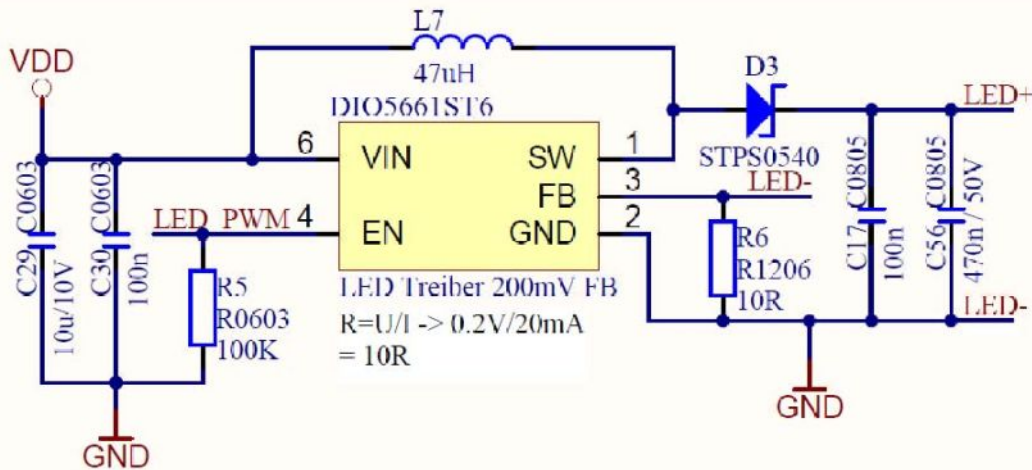 L7
47uH
VDD
DIO5661ST6
D3
STPS0540
LED+
6
VIN
SW
1
FB
3
LED-
LED_PWM
4
EN
GND
2
C29
C0603
10u/10V
C30
C0603
100n
R5
R0603
100K
LED Treiber 200mV FB
R=U/I -> 0.2V/20mA
= 10R
R6
R1206
10R
C17
C0805
100n
C56
C0805
470n / 50V
LED-
GND
GND